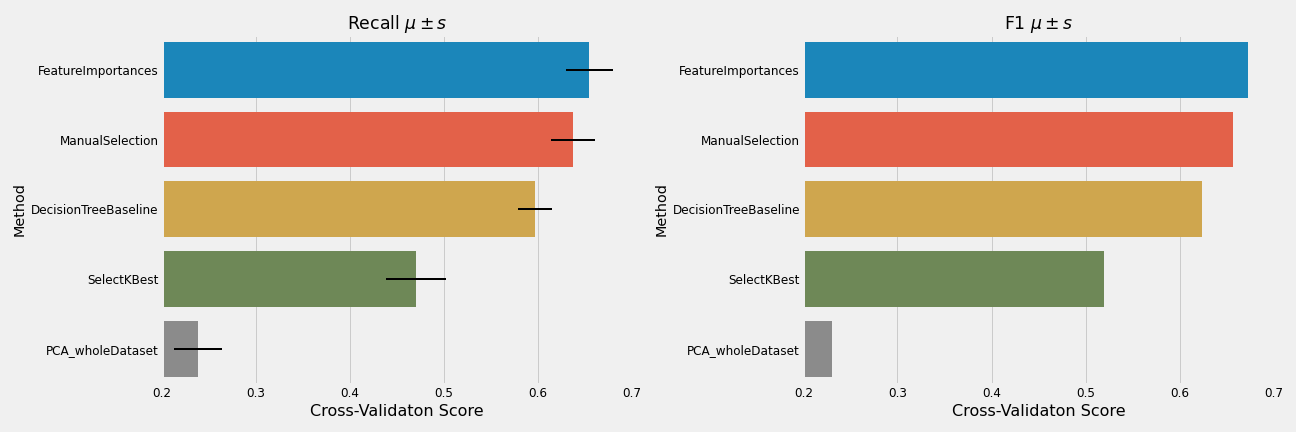 Recall μ ± s
Method
FeatureImportances
ManualSelection
DecisionTreeBaseline
SelectKBest
PCA_wholeDataset
0.2 0.3 0.4 0.5 0.6 0.7
Cross-Validaton Score
F1 μ ± s
Method
FeatureImportances
ManualSelection
DecisionTreeBaseline
SelectKBest
PCA_wholeDataset
0.2 0.3 0.4 0.5 0.6 0.7
Cross-Validaton Score